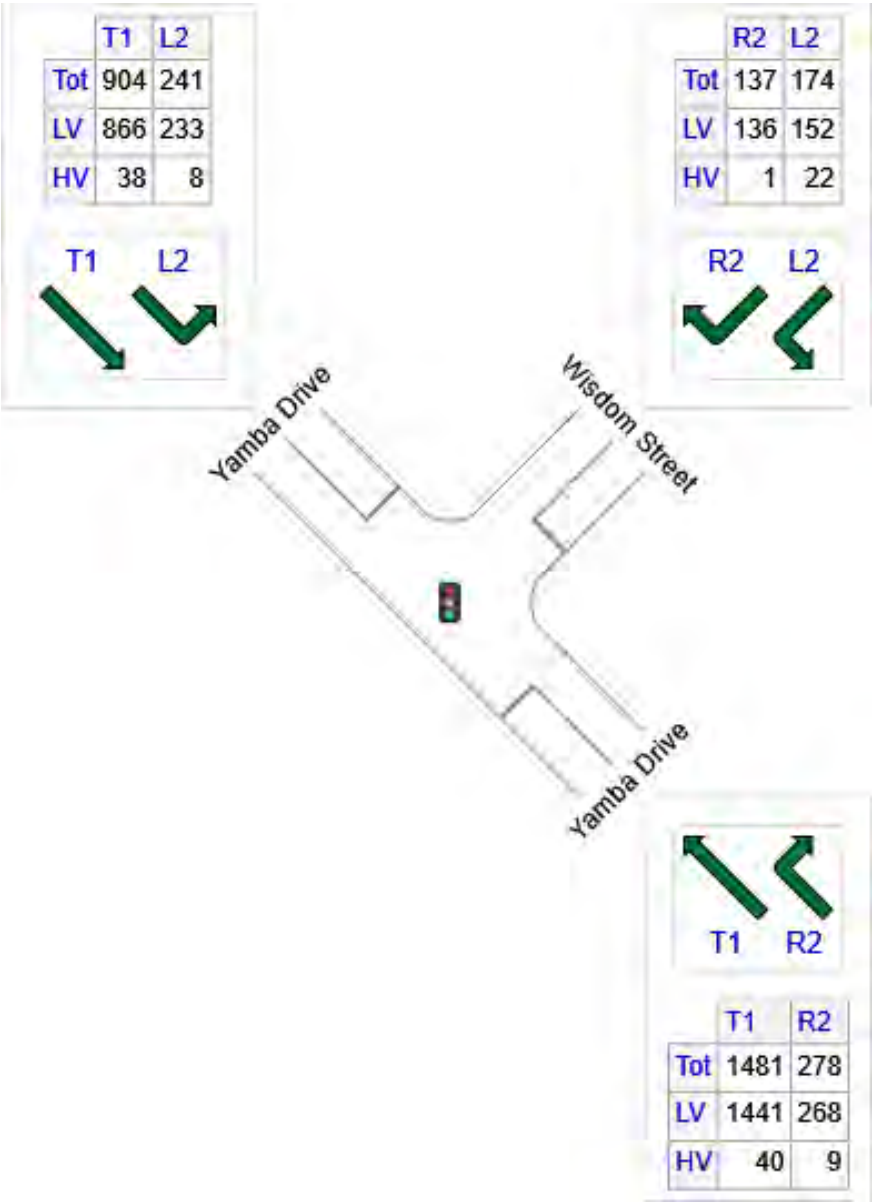 T1 L2
Tot 904 241
LV 866 233
HV 38 8
T1 L2
R2 L2
Tot 137 174
LV 136 152
HV 1 22
R2 L2
Yamba Drive
Wisdom Street
Yamba Drive
T1 R2
T1 R2
Tot 1481 278
LV 1441 268
HV 40 9